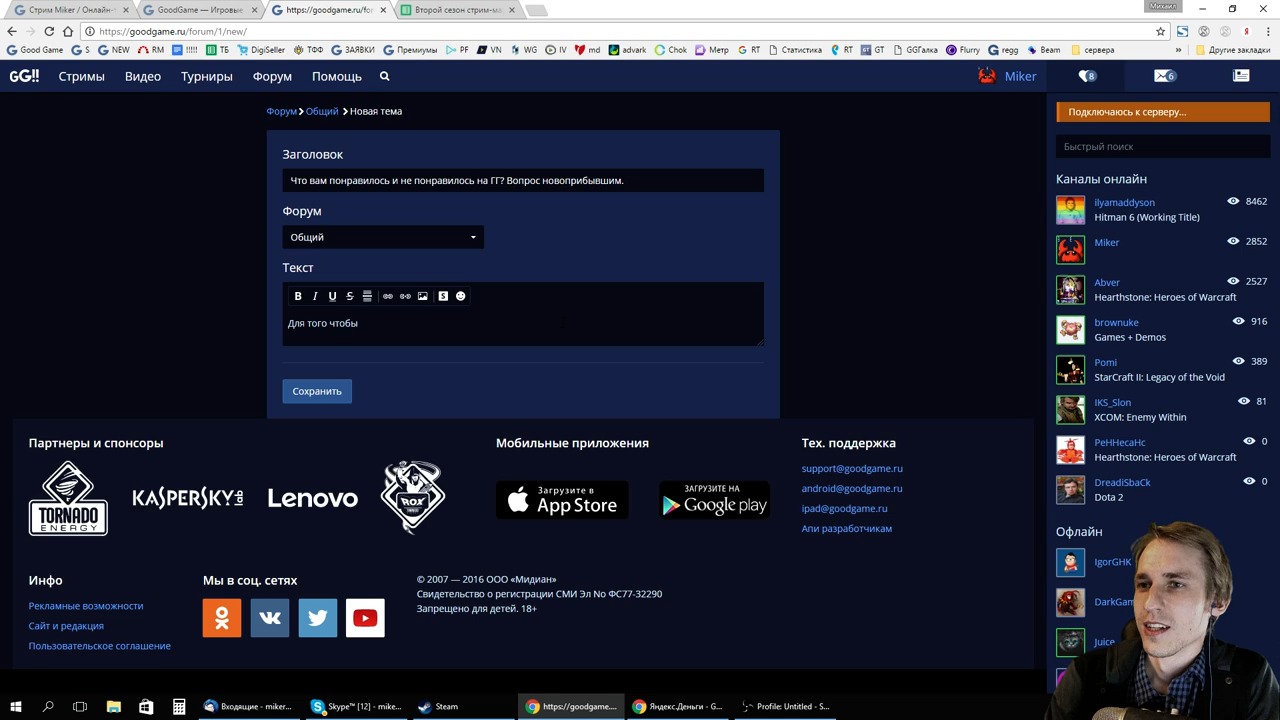 Стрим Miker / Онлайн-т
GoodGame — Игровые
https://goodgame.ru/for
Второй сезон стрим-ма
Михаил
https://goodgame.ru/forum/1/new/
Good Game
G S
NEW
RM
!!!!!
ТБ
DigiSeller
ТФФ
ЗАЯВКИ
Премиумы
PF
VN
WG
IV
md
advark
Chok
Метр
RT
Статистика
RT
GT
GGГалка
Flurry
regg
Beam
сервера
»
Другие закладки
GG!!
Стримы
Видео
Турниры
Форум
Помощь
Miker
8
6
Форум Общий Новая тема
Заголовок
Что вам понравилось и не понравилось на ГГ? Вопрос новоприбывшим.
Форум
Общий
Текст
B I U S
Для того чтобы
Сохранить
Подключаюсь к серверу...
Быстрый поиск
Каналы онлайн
ilyamaddyson 8462
Hitman 6 (Working Title)
Miker 2852
Abver 2527
Hearthstone: Heroes of Warcraft
brownuke 916
Games + Demos
Pomi 389
StarCraft II: Legacy of the Void
IKS_Slon 81
XCOM: Enemy Within
PeHHecaHc 0
Hearthstone: Heroes of Warcraft
DreadiSbaCk 0
Dota 2
Офлайн
IgorGHK
DarkGam
Juice
Партнеры и спонсоры
TORNADO
ENERGY
KASPERSKY LAB
Lenovo
ROX
Мобильные приложения
Загрузите в
App Store
ЗАГРУЗИТЕ НА
Google play
Тех. поддержка
support@goodgame.ru
android@goodgame.ru
ipad@goodgame.ru
Апи разработчикам
Инфо
Рекламные возможности
Сайт и редакция
Пользовательское соглашение
Мы в соц. сетях
© 2007 — 2016 ООО «Мидиан»
Свидетельство о регистрации СМИ Эл No ФС77-32290
Запрещено для детей. 18+
Входящие - miker...
Skype™ [12] - mike...
Steam
https://goodgame....
Яндекс.Деньги - G...
Profile: Untitled - S...